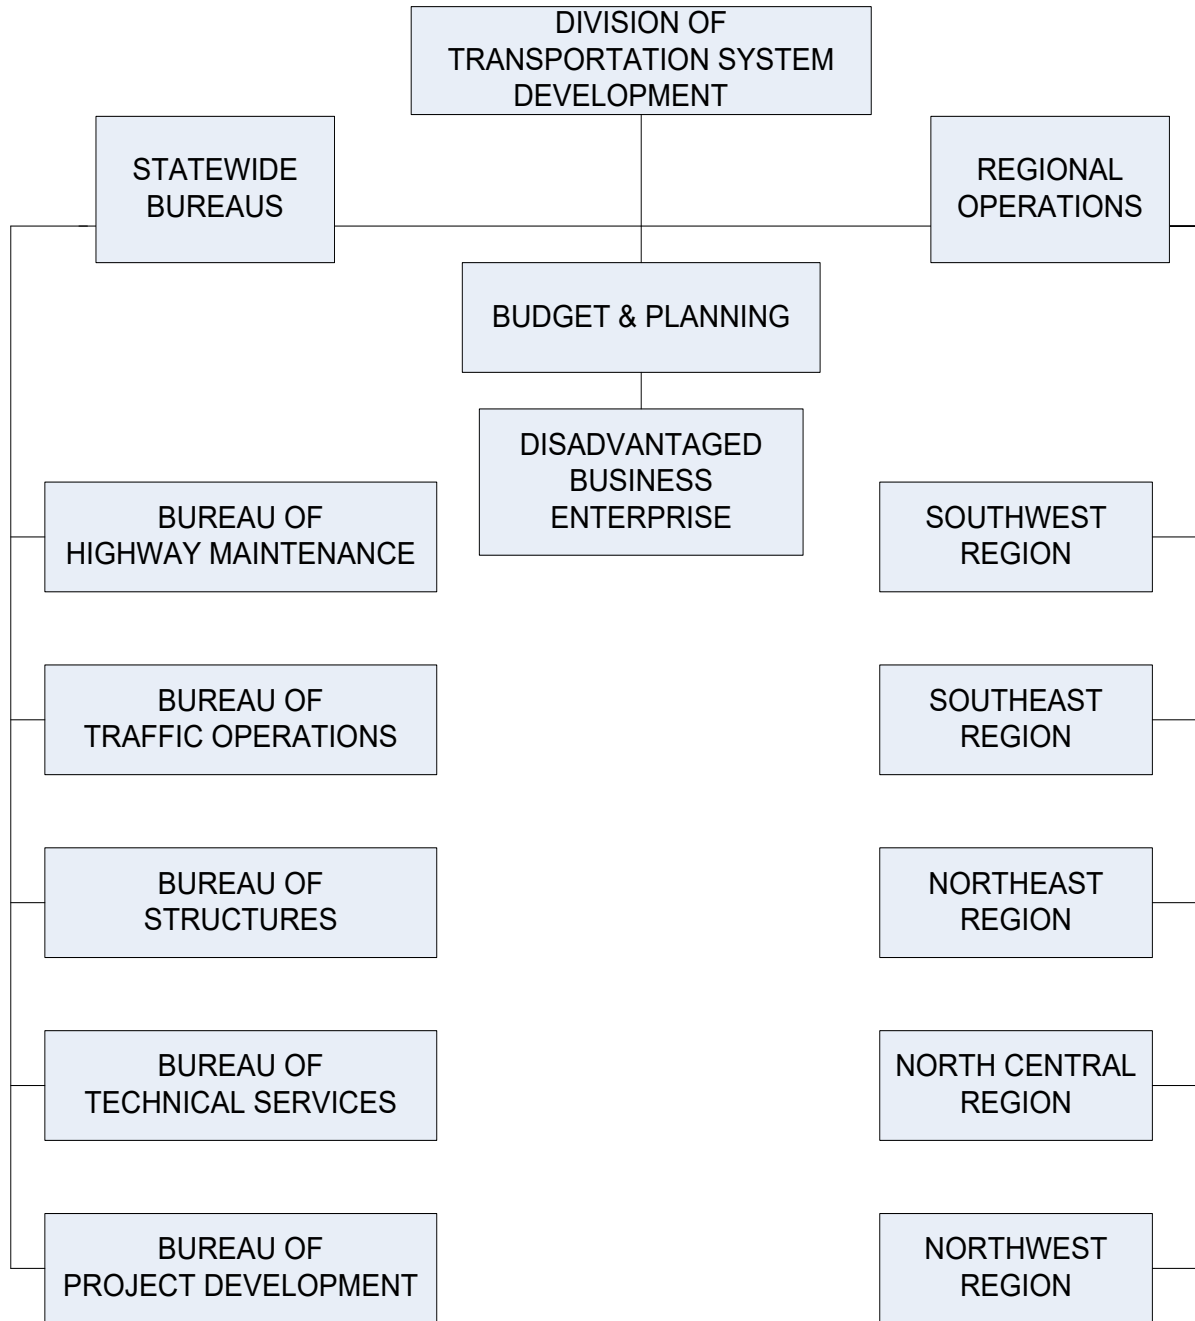 DIVISION OF
TRANSPORTATION SYSTEM
DEVELOPMENT
STATEWIDE
BUREAUS
REGIONAL
OPERATIONS
BUDGET & PLANNING
DISADVANTAGED
BUSINESS
ENTERPRISE
BUREAU OF
HIGHWAY MAINTENANCE
SOUTHWEST
REGION
BUREAU OF
TRAFFIC OPERATIONS
SOUTHEAST
REGION
BUREAU OF
STRUCTURES
NORTHEAST
REGION
BUREAU OF
TECHNICAL SERVICES
NORTH CENTRAL
REGION
BUREAU OF
PROJECT DEVELOPMENT
NORTHWEST
REGION